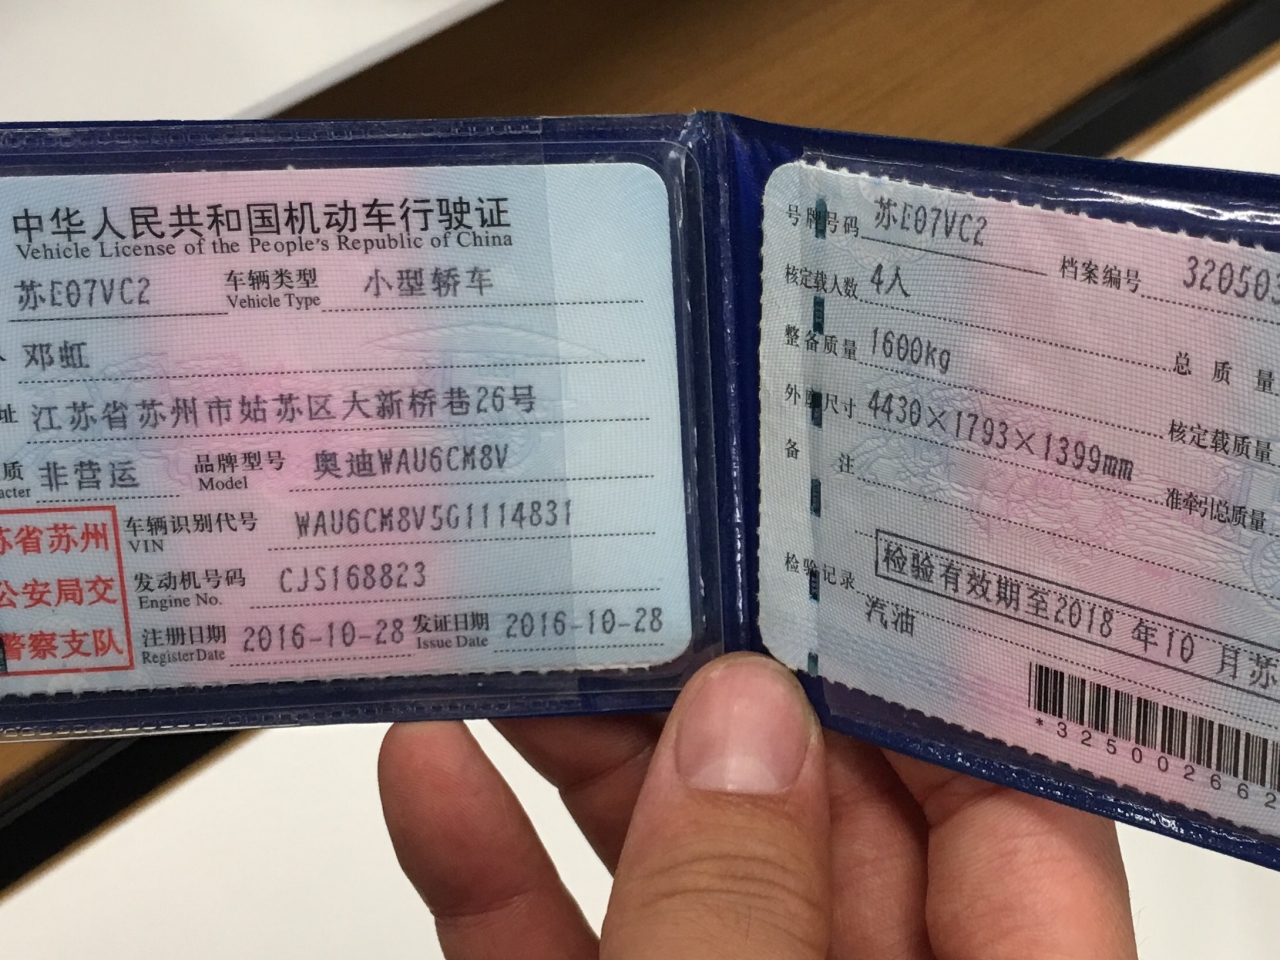 中华人民共和国机动车行驶证
Vehicle License of the People's Republic of China
苏E07VC2 车辆类型 小型轿车
Vehicle Type
邓虹
址 江苏省苏州市姑苏区大新桥巷26号
质 非营运 品牌型号 奥迪WAU6CM8V
acter Model
苏省苏州
公安局交
警察支队
车辆识别代号 WAU6CM8V5G1114831
VIN
发动机号码 CJS168823
Engine No.
注册日期 2016-10-28 发证日期 2016-10-28
Register Date Issue Date
号牌号码 苏E07VC2 档案编号 320505
核定载人数 4人
整备质量 1600kg 总质量
外廓尺寸 4430×1793×1399mm 核定载质量
备注 准牵引总质量
检验记录 检验有效期至2018年10月苏
汽油
*32500266 2